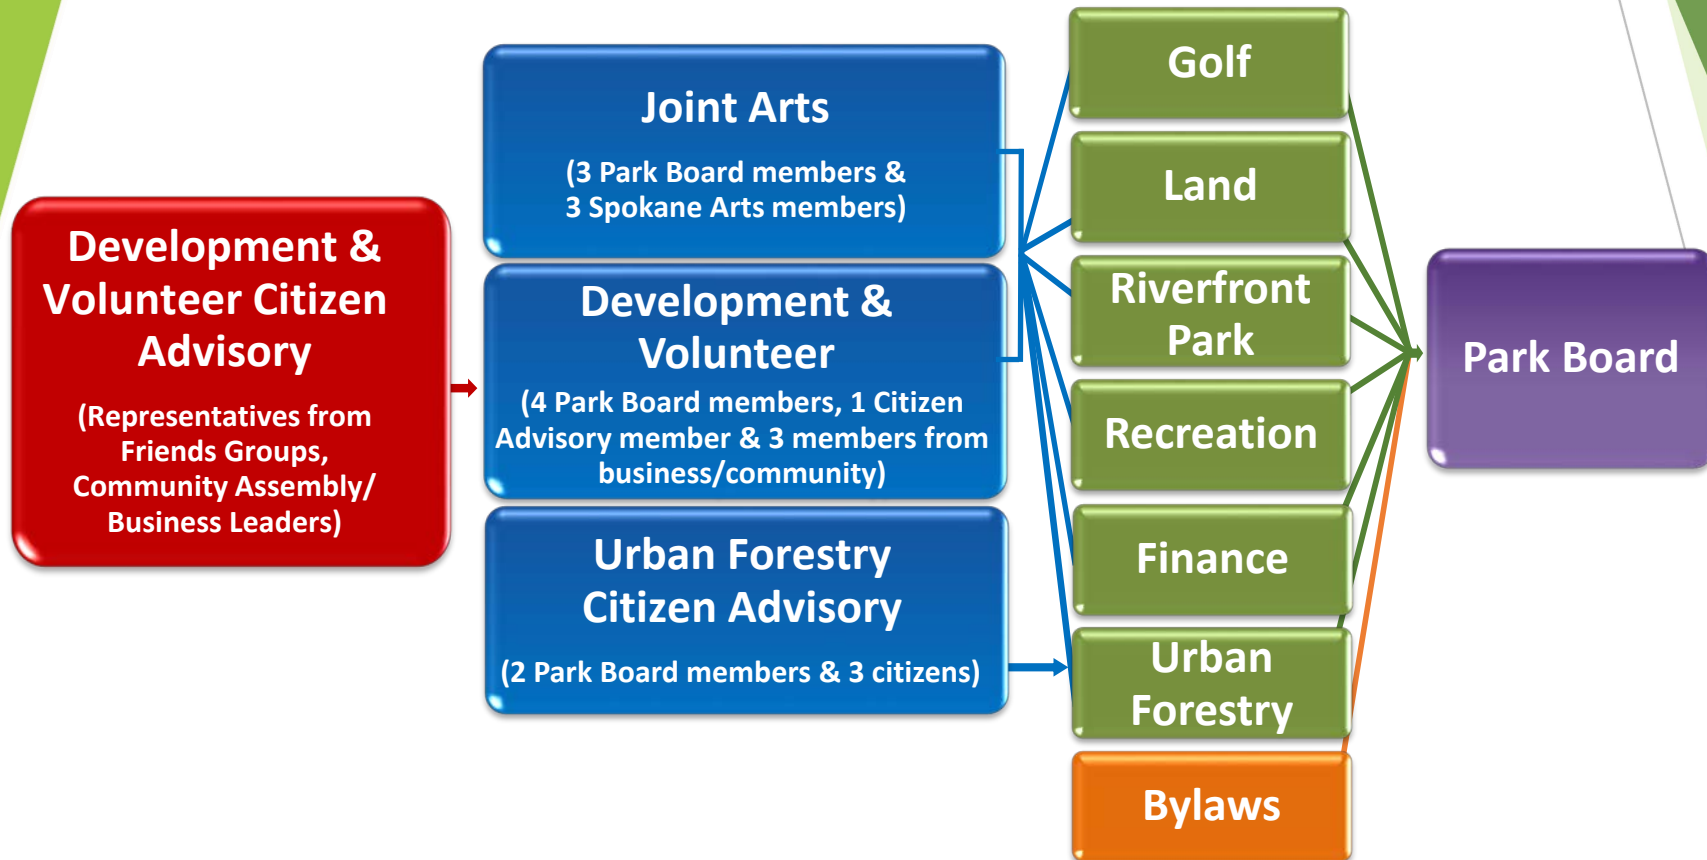 Development &
Volunteer Citizen
Advisory
(Representatives from
Friends Groups,
Community Assembly/
Business Leaders)
Joint Arts
(3 Park Board members &
3 Spokane Arts members)
Development &
Volunteer
(4 Park Board members, 1 Citizen
Advisory member & 3 members from
business/community)
Urban Forestry
Citizen Advisory
(2 Park Board members & 3 citizens)
Golf
Land
Riverfront
Park
Recreation
Finance
Urban
Forestry
Bylaws
Park Board